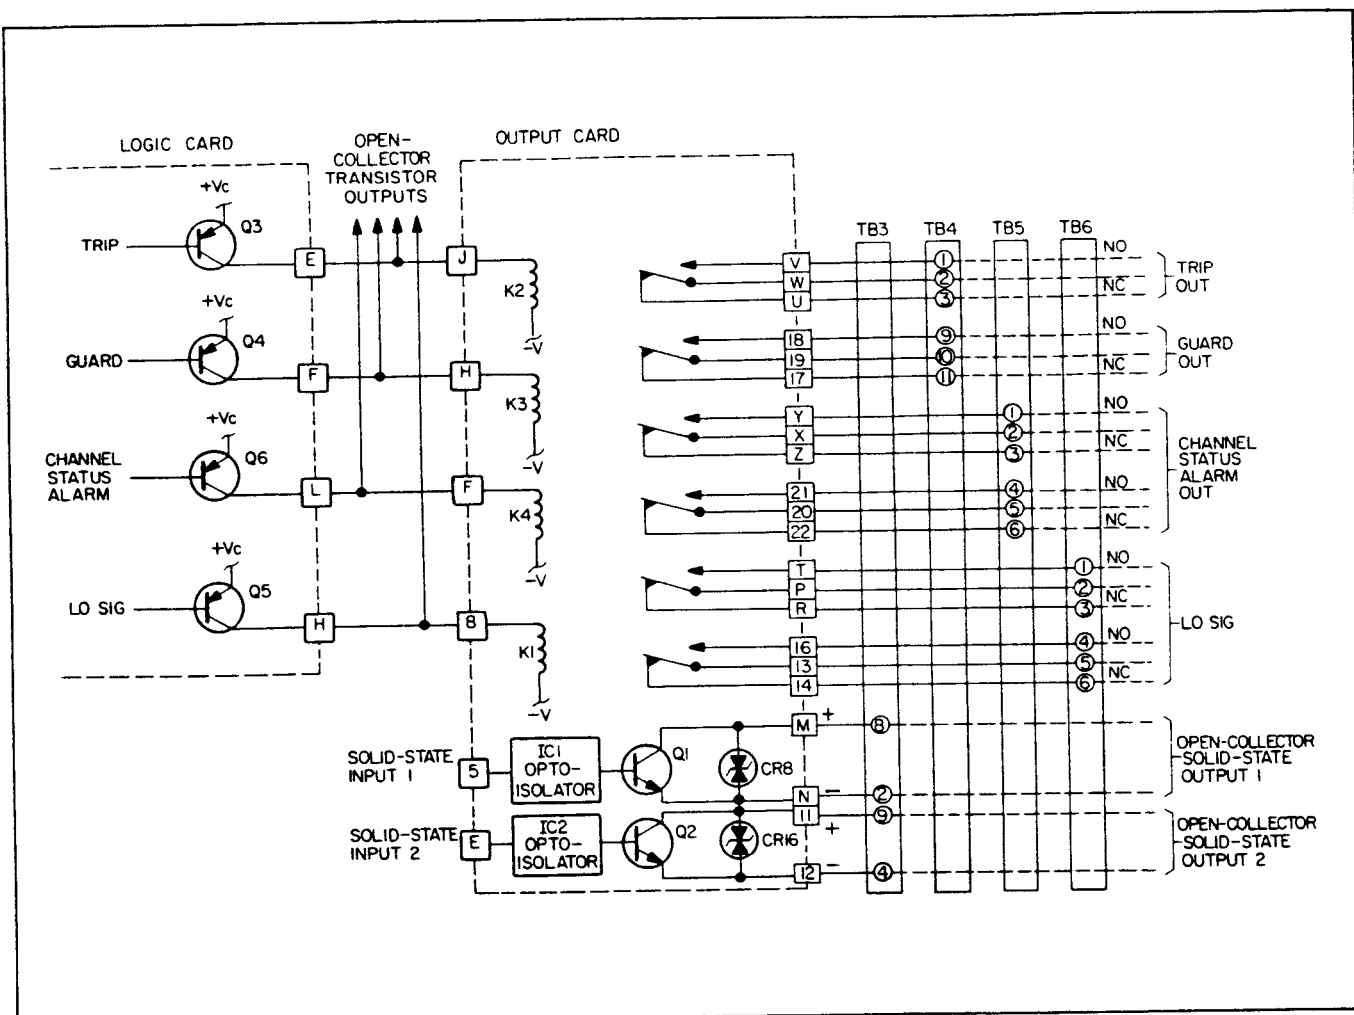 LOGIC CARD
OPEN-
COLLECTOR
TRANSISTOR
OUTPUTS
OUTPUT CARD
+Vc
Q3
TRIP
E
J
K2
-V
+Vc
Q4
GUARD
F
H
K3
-V
+Vc
Q6
CHANNEL
STATUS
ALARM
L
F
K4
-V
+Vc
Q5
LO SIG
H
8
K1
-V
TB3
TB4
TB5
TB6
V
1
NO
W
2
U
3
NC
TRIP
OUT
18
9
NO
19
10
17
11
NC
GUARD
OUT
Y
1
NO
X
2
Z
3
NC
21
4
NO
20
5
22
6
NC
CHANNEL
STATUS
ALARM
OUT
T
1
NO
P
2
R
3
NC
16
4
NO
13
5
14
6
NC
LO SIG
SOLID-STATE
INPUT 1
5
IC1
OPTO-
ISOLATOR
Q1
CR8
M
+
8
N
-
2
OPEN-COLLECTOR
SOLID-STATE
OUTPUT 1
SOLID-STATE
INPUT 2
E
IC2
OPTO-
ISOLATOR
Q2
CR16
11
+
9
12
-
4
OPEN-COLLECTOR
SOLID-STATE
OUTPUT 2